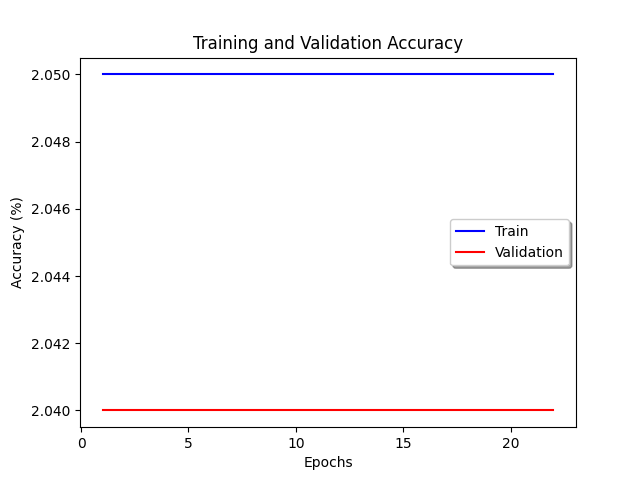 Training and Validation Accuracy
2.050
2.048
2.046
2.044
2.042
2.040
Accuracy (%)
Train
Validation
0
5
10
15
20
Epochs